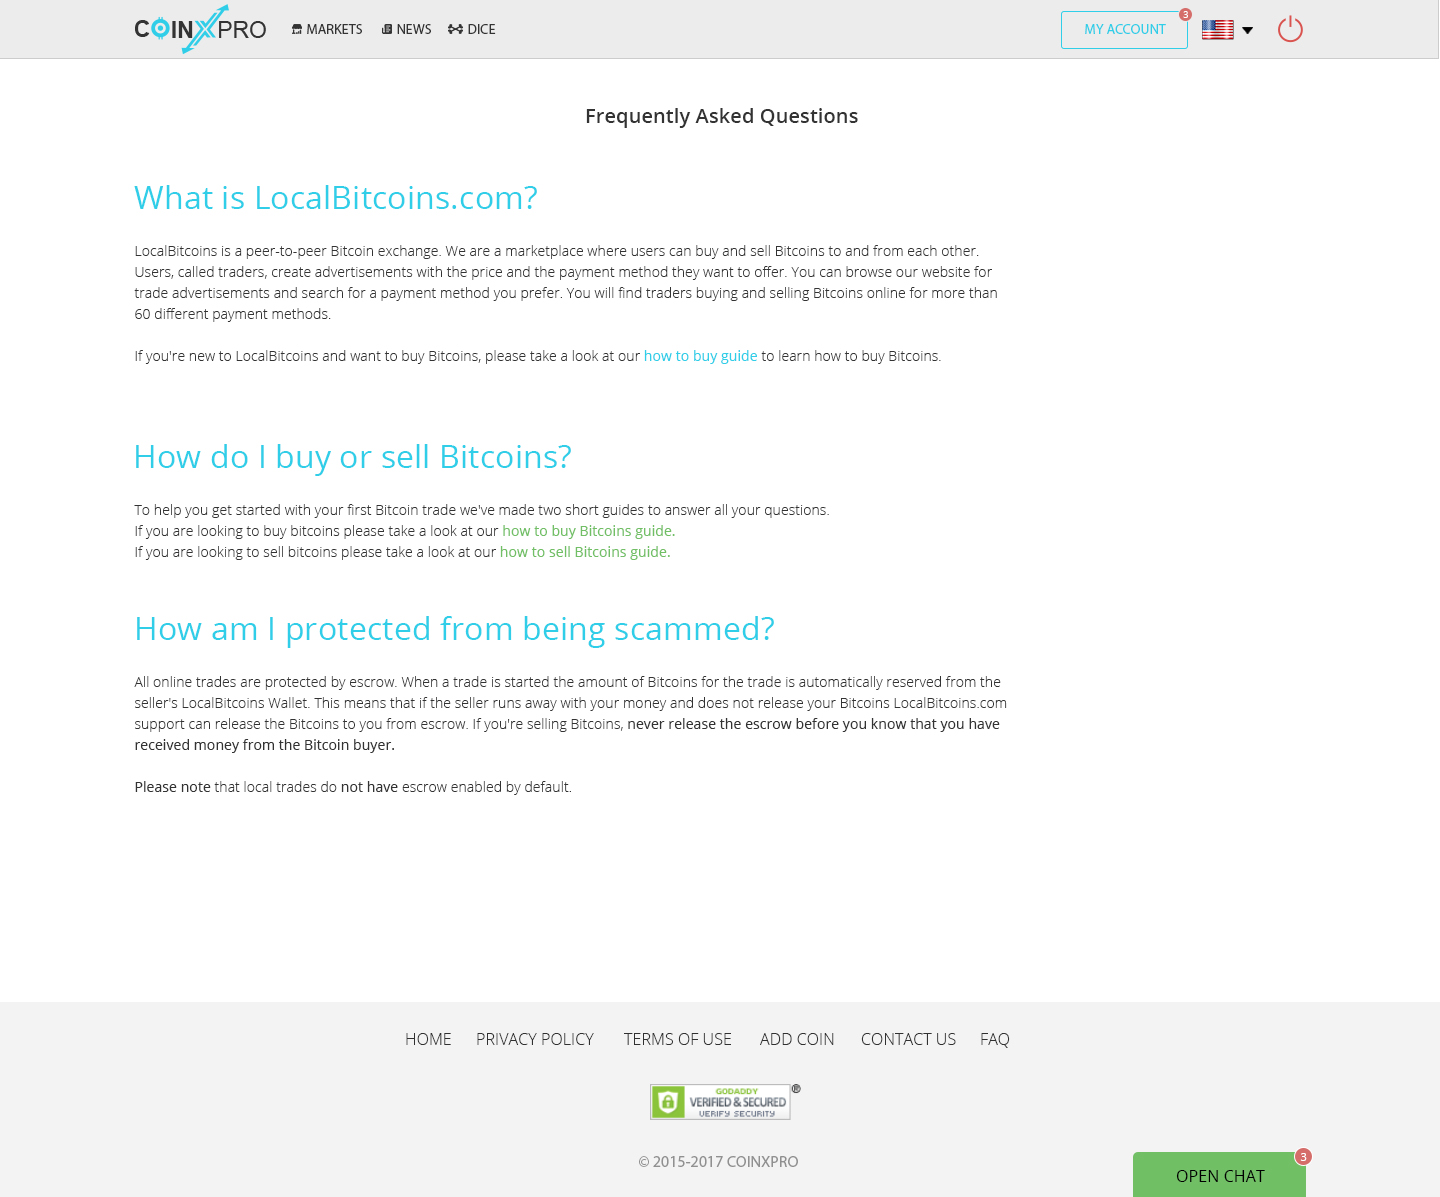 COINXPRO MARKETS NEWS DICE MY ACCOUNT 3
Frequently Asked Questions
What is LocalBitcoins.com?
LocalBitcoins is a peer-to-peer Bitcoin exchange. We are a marketplace where users can buy and sell Bitcoins to and from each other.
Users, called traders, create advertisements with the price and the payment method they want to offer. You can browse our website for
trade advertisements and search for a payment method you prefer. You will find traders buying and selling Bitcoins online for more than
60 different payment methods.
If you're new to LocalBitcoins and want to buy Bitcoins, please take a look at our how to buy guide to learn how to buy Bitcoins.
How do I buy or sell Bitcoins?
To help you get started with your first Bitcoin trade we've made two short guides to answer all your questions.
If you are looking to buy bitcoins please take a look at our how to buy Bitcoins guide.
If you are looking to sell bitcoins please take a look at our how to sell Bitcoins guide.
How am I protected from being scammed?
All online trades are protected by escrow. When a trade is started the amount of Bitcoins for the trade is automatically reserved from the
seller's LocalBitcoins Wallet. This means that if the seller runs away with your money and does not release your Bitcoins LocalBitcoins.com
support can release the Bitcoins to you from escrow. If you're selling Bitcoins, never release the escrow before you know that you have
received money from the Bitcoin buyer.
Please note that local trades do not have escrow enabled by default.
HOME PRIVACY POLICY TERMS OF USE ADD COIN CONTACT US FAQ
GODADDY ®
VERIFIED & SECURED
VERIFY SECURITY
© 2015-2017 COINXPRO
OPEN CHAT 3